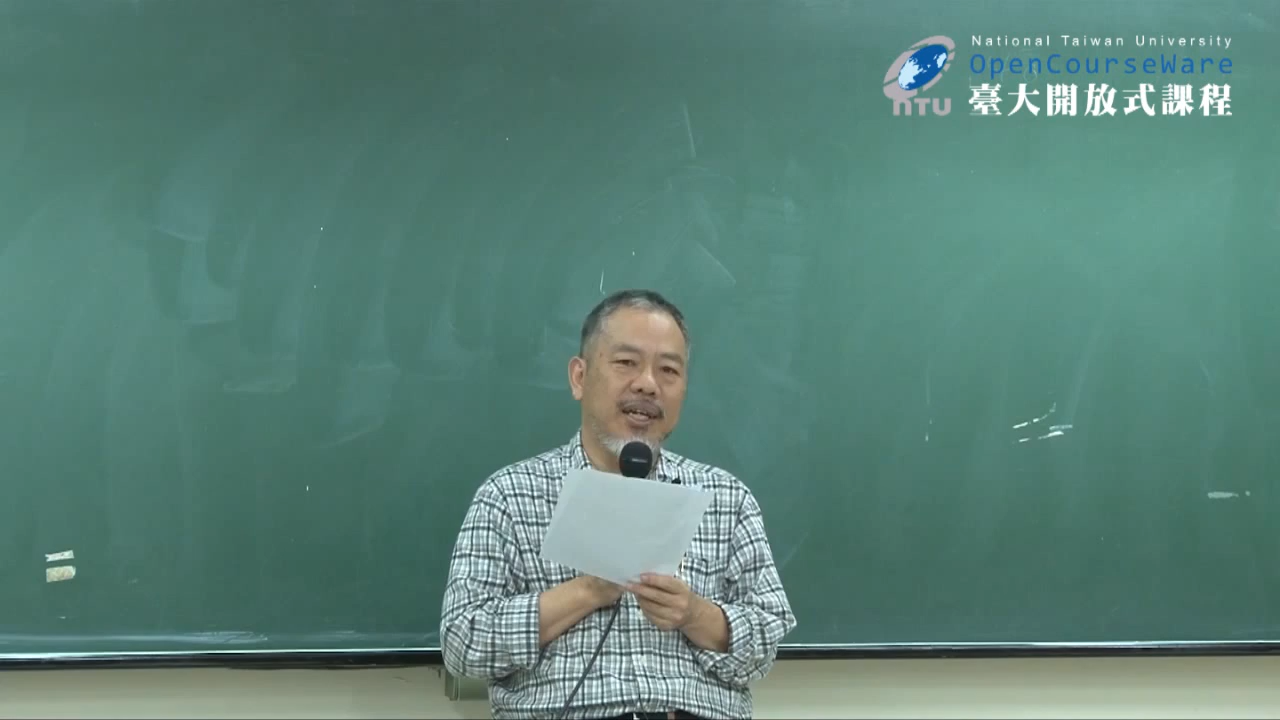 National Taiwan University
OpenCourseWare
NTU
臺大開放式課程